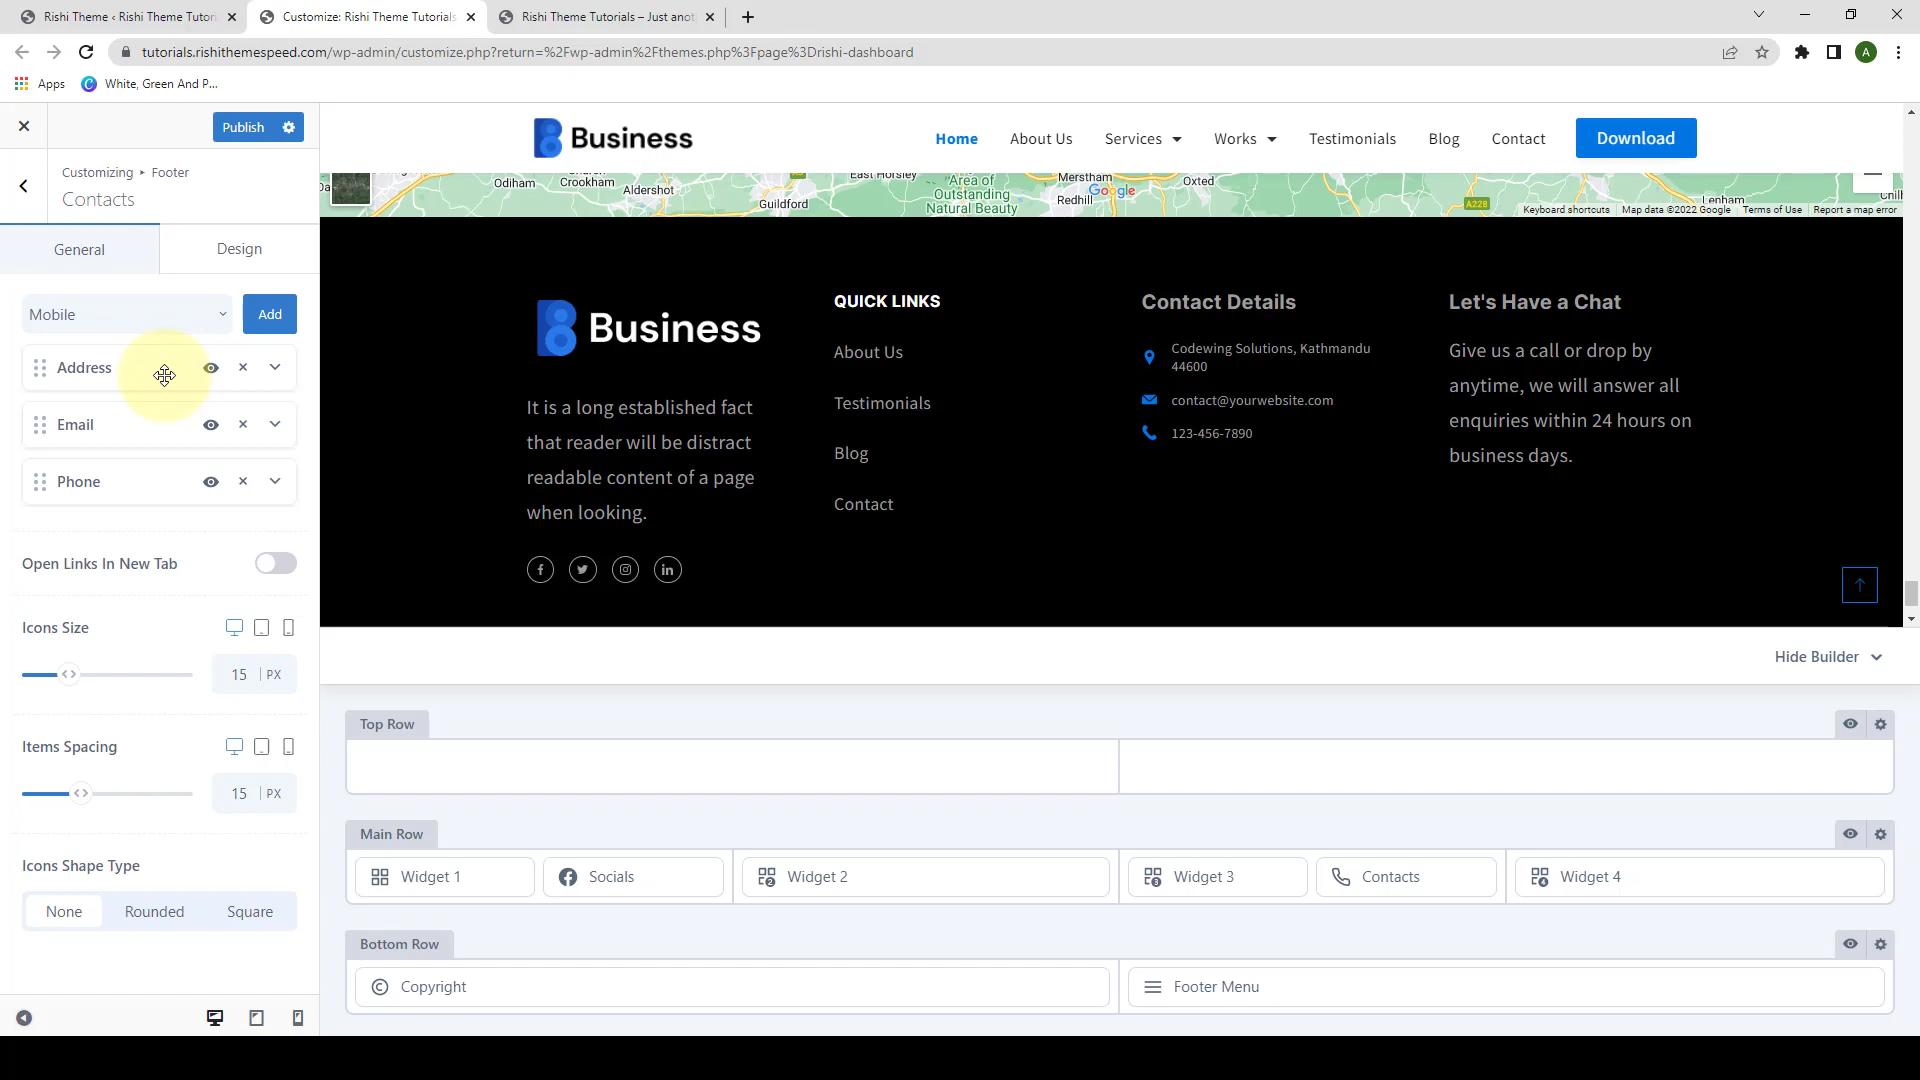 Rishi Theme ‹ Rishi Theme Tutori
Customize: Rishi Theme Tutorials
Rishi Theme Tutorials – Just anot
tutorials.rishithemespeed.com/wp-admin/customize.php?return=%2Fwp-admin%2Fthemes.php%3Fpage%3Drishi-dashboard
A
Apps
White, Green And P...
Publish
Customizing ▸ Footer
Contacts
General
Design
Mobile
Add
Address
Email
Phone
Open Links In New Tab
Icons Size
15 PX
Items Spacing
15 PX
Icons Shape Type
None
Rounded
Square
Business
Home
About Us
Services
Works
Testimonials
Blog
Contact
Download
Odiham
Crookham
Aldershot
East Horsley
Guildford
Area of
Outstanding
Natural Beauty
Merstham
Google
Redhill
Oxted
A228
Lenham
Keyboard shortcuts
Map data ©2022 Google
Terms of Use
Report a map error
Business
It is a long established fact
that reader will be distract
readable content of a page
when looking.
QUICK LINKS
About Us
Testimonials
Blog
Contact
Contact Details
Codewing Solutions, Kathmandu
44600
contact@yourwebsite.com
123-456-7890
Let's Have a Chat
Give us a call or drop by
anytime, we will answer all
enquiries within 24 hours on
business days.
Hide Builder
Top Row
Main Row
Widget 1
Socials
Widget 2
Widget 3
Contacts
Widget 4
Bottom Row
Copyright
Footer Menu